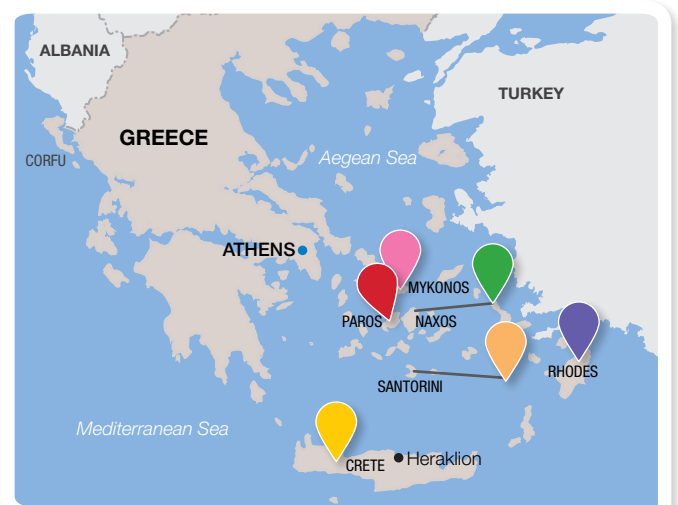 ALBANIA
TURKEY
GREECE
CORFU
Aegean Sea
ATHENS
MYKONOS
PAROS
NAXOS
RHODES
SANTORINI
Mediterranean Sea
CRETE
Heraklion